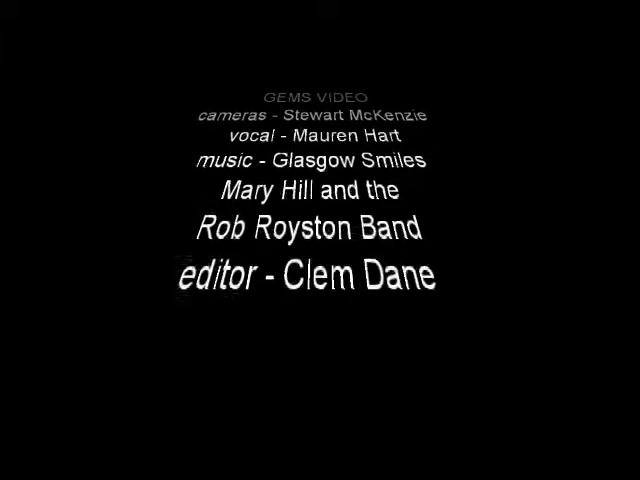 GEMS VIDEO
cameras - Stewart McKenzie
vocal - Mauren Hart
music - Glasgow Smiles
Mary Hill and the
Rob Royston Band
editor - Clem Dane